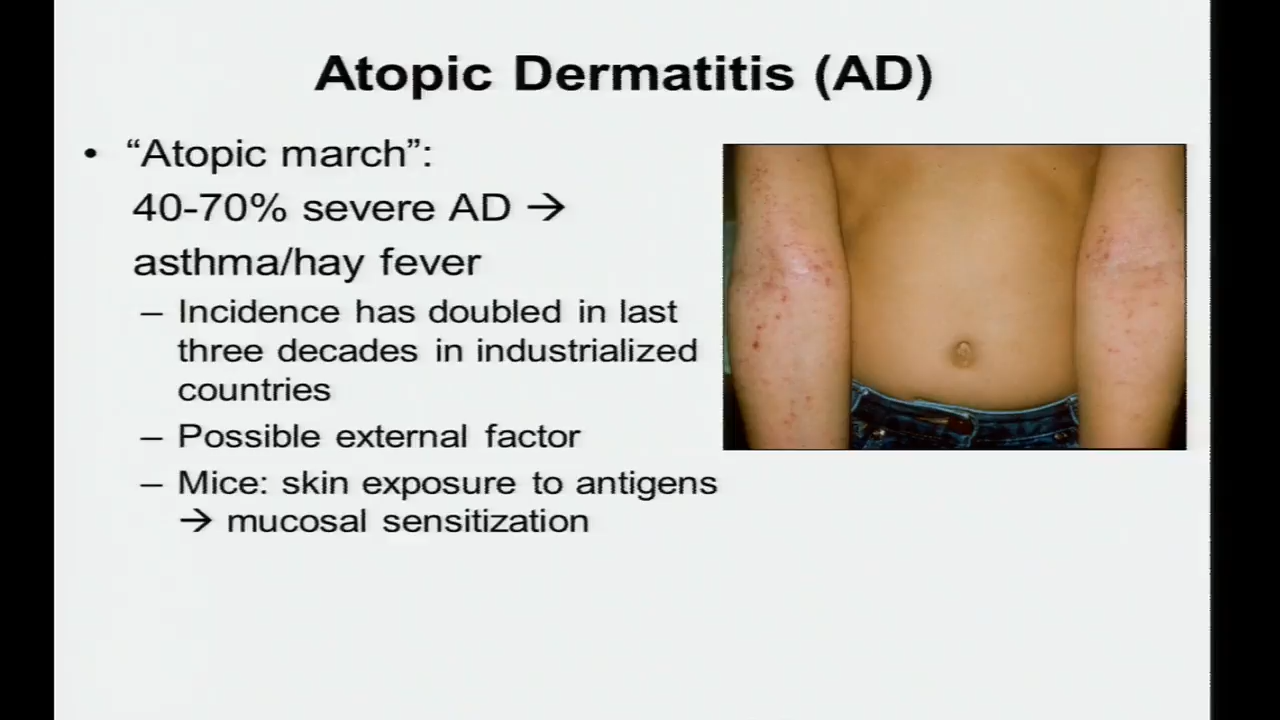 Atopic Dermatitis (AD)
• “Atopic march”:
40-70% severe AD →
asthma/hay fever
– Incidence has doubled in last
three decades in industrialized
countries
– Possible external factor
– Mice: skin exposure to antigens
→ mucosal sensitization